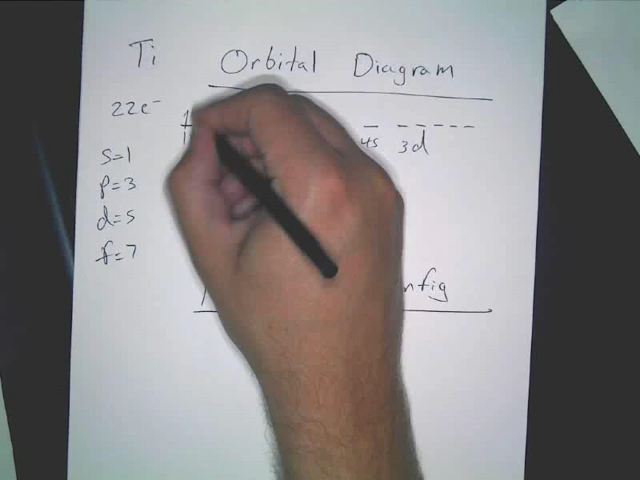 Ti
Orbital Diagram
22e⁻
4s 3d
s=1
p=3
d=5
f=7
nfig